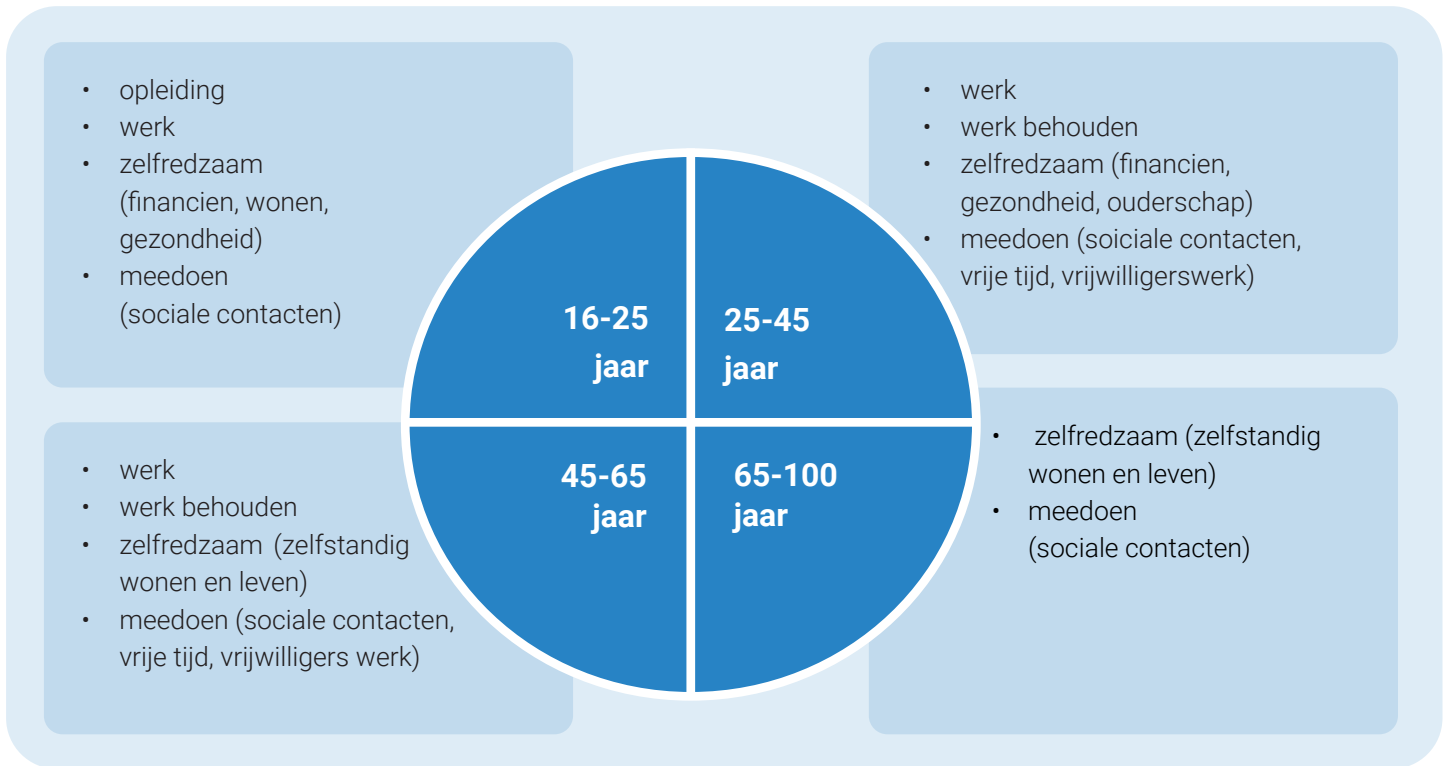 • opleiding
• werk
• zelfredzaam
(financien, wonen,
gezondheid)
• meedoen
(sociale contacten)
• werk
• werk behouden
• zelfredzaam (financien,
gezondheid, ouderschap)
• meedoen (soiciale contacten,
vrije tijd, vrijwilligerswerk)
16-25
jaar
25-45
jaar
45-65
jaar
65-100
jaar
• werk
• werk behouden
• zelfredzaam (zelfstandig
wonen en leven)
• meedoen (sociale contacten,
vrije tijd, vrijwilligers werk)
• zelfredzaam (zelfstandig
wonen en leven)
• meedoen
(sociale contacten)